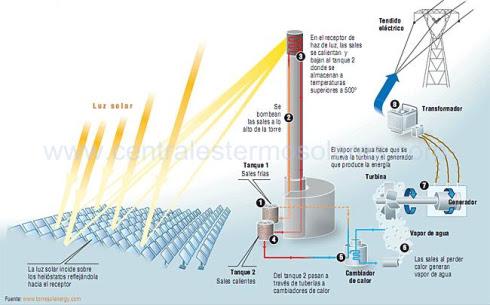 Tendido
eléctrico
En el receptor de
haz de luz, las sales
se calientan y
bajan al tanque 2
donde se
almacenan a
temperaturas
superiores a 500º
3
Luz solar
8
Transformador
Se
bombean
las sales a lo
alto de la torre
2
www.centralestermosol
El vapor de agua hace que se
mueva la turbina y el generador
que produce la energía
Tanque 1
Sales frías
Turbina
7
Generador
1
4
Vapor de agua
5
6
La luz solar incide sobre
los helióstatos reflejándola
hacia el receptor
Tanque 2
Sales calientes
Del tanque 2 pasan a
través de tuberías a
cambiadores de calor
Cambiador
de calor
Las sales al perder
calor generan
vapor de agua
Fuente: www.torresolenergy.com